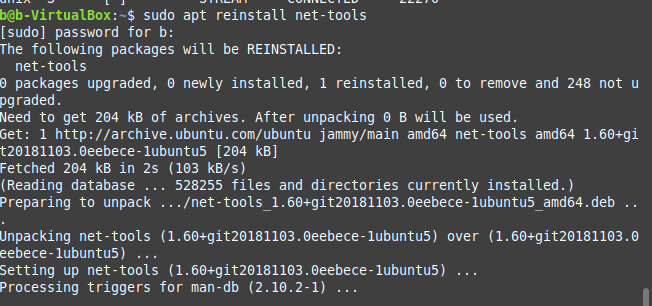 unix 3 [ ] STREAM CONNECTED 22270
b@b-VirtualBox:~$ sudo apt reinstall net-tools
[sudo] password for b:
The following packages will be REINSTALLED:
  net-tools
0 packages upgraded, 0 newly installed, 1 reinstalled, 0 to remove and 248 not u
pgraded.
Need to get 204 kB of archives. After unpacking 0 B will be used.
Get: 1 http://archive.ubuntu.com/ubuntu jammy/main amd64 net-tools amd64 1.60+gi
t20181103.0eebece-1ubuntu5 [204 kB]
Fetched 204 kB in 2s (103 kB/s)
(Reading database ... 528255 files and directories currently installed.)
Preparing to unpack .../net-tools_1.60+git20181103.0eebece-1ubuntu5_amd64.deb ..
.
Unpacking net-tools (1.60+git20181103.0eebece-1ubuntu5) over (1.60+git20181103.0
eebece-1ubuntu5) ...
Setting up net-tools (1.60+git20181103.0eebece-1ubuntu5) ...
Processing triggers for man-db (2.10.2-1) ...